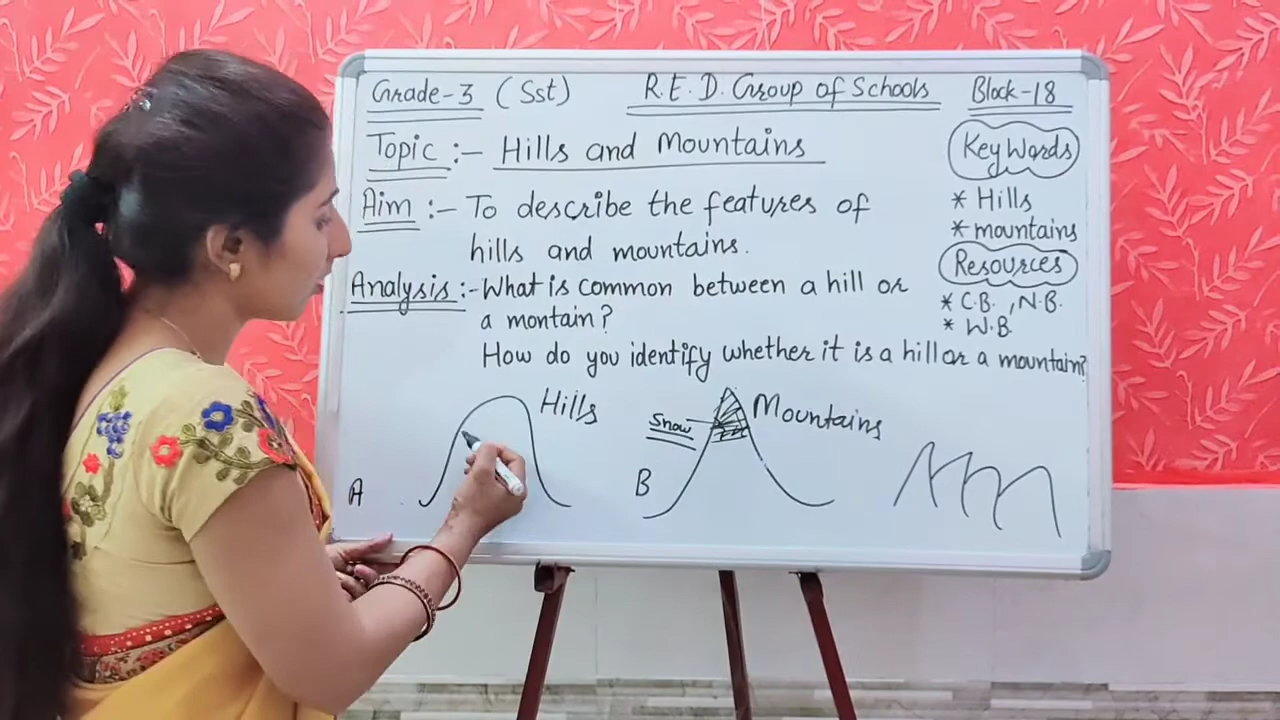 Grade-3 (Sst) R.E.D. Group of Schools Block-18
Topic:- Hills and Mountains
Key Words
Aim:- To describe the features of
hills and mountains.
* Hills
* mountains
Resources
* C.B., N.B.
* W.B.
Analysis:- What is common between a hill or
a montain?
How do you identify whether it is a hill or a mountain?
A
Hills
B
Snow
Mountains